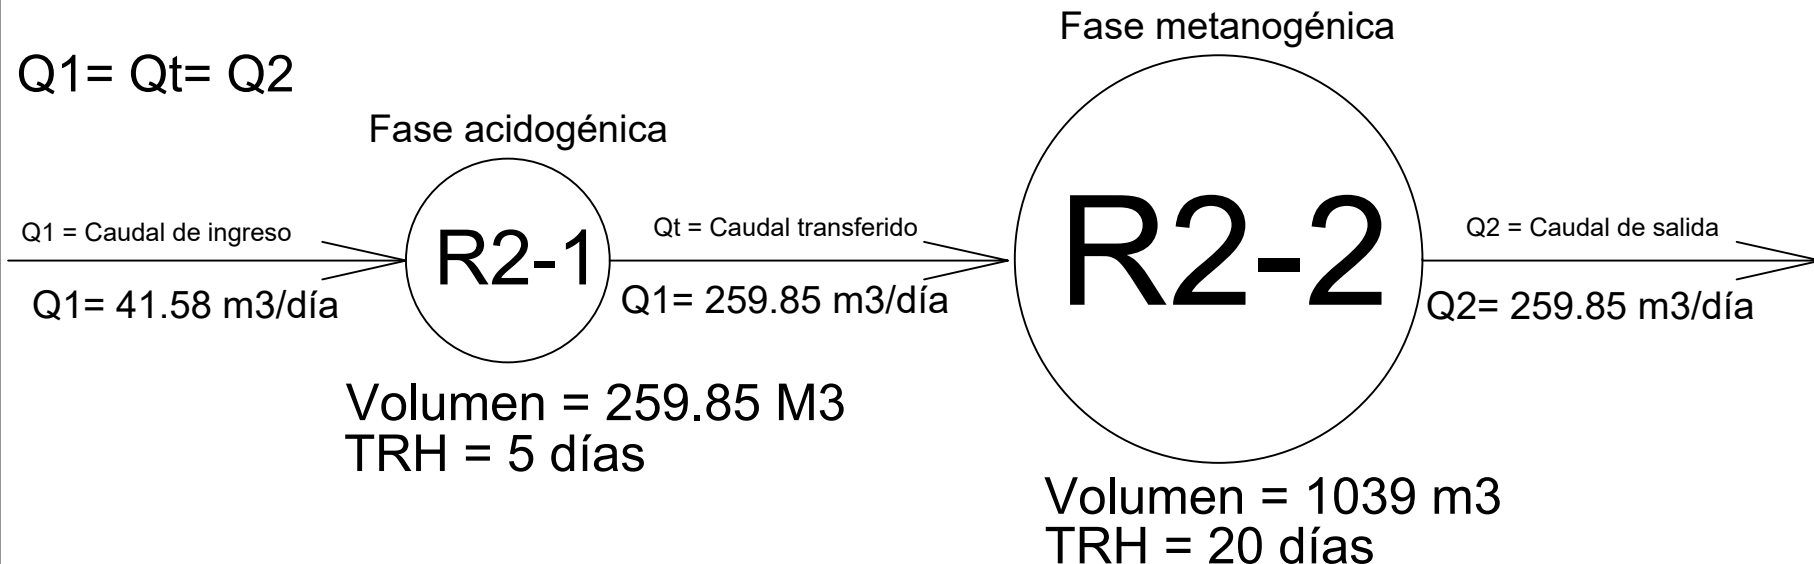 Fase metanogénica
Q1= Qt= Q2
Fase acidogénica
Q1 = Caudal de ingreso
R2-1
Qt = Caudal transferido
R2-2
Q2 = Caudal de salida
Q1= 41.58 m3/día
Q1= 259.85 m3/día
Q2= 259.85 m3/día
Volumen = 259.85 M3
TRH = 5 días
Volumen = 1039 m3
TRH = 20 días